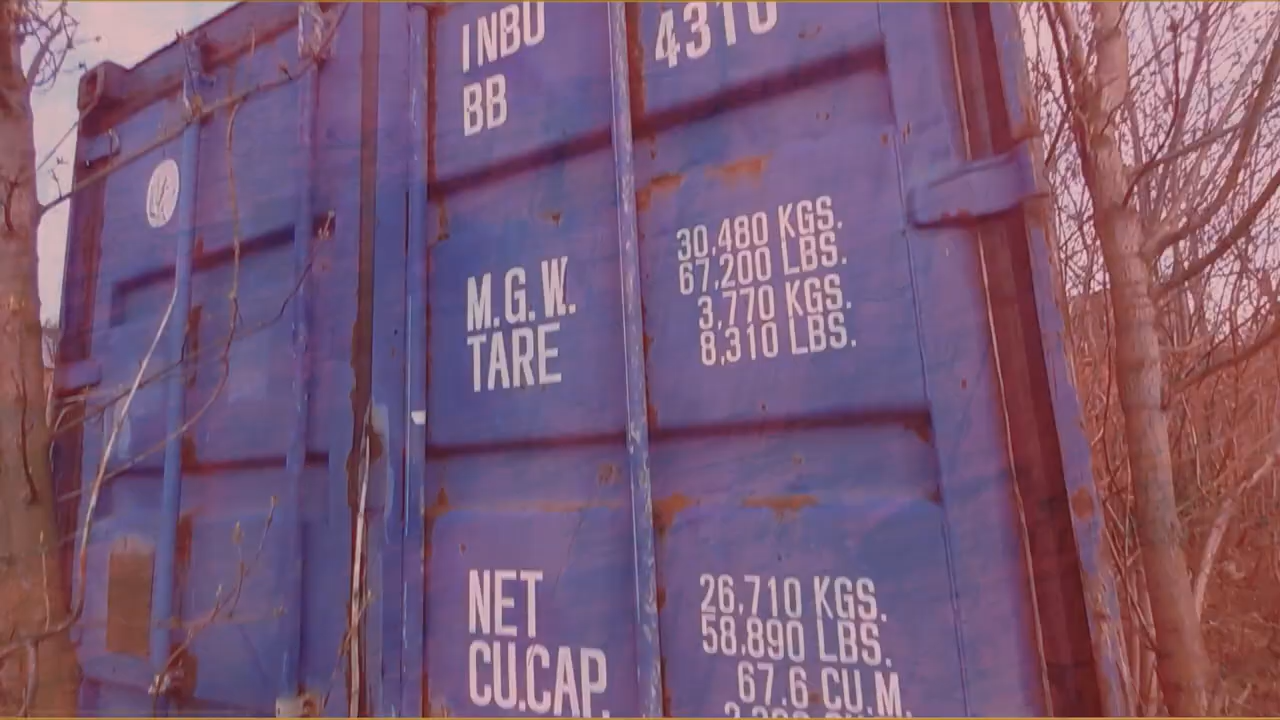 INBU
BB
4310
M.G.W.
TARE
30,480 KGS.
67,200 LBS.
3,770 KGS.
8,310 LBS.
NET
CU.CAP.
26,710 KGS.
58,890 LBS.
67.6 CU.M.